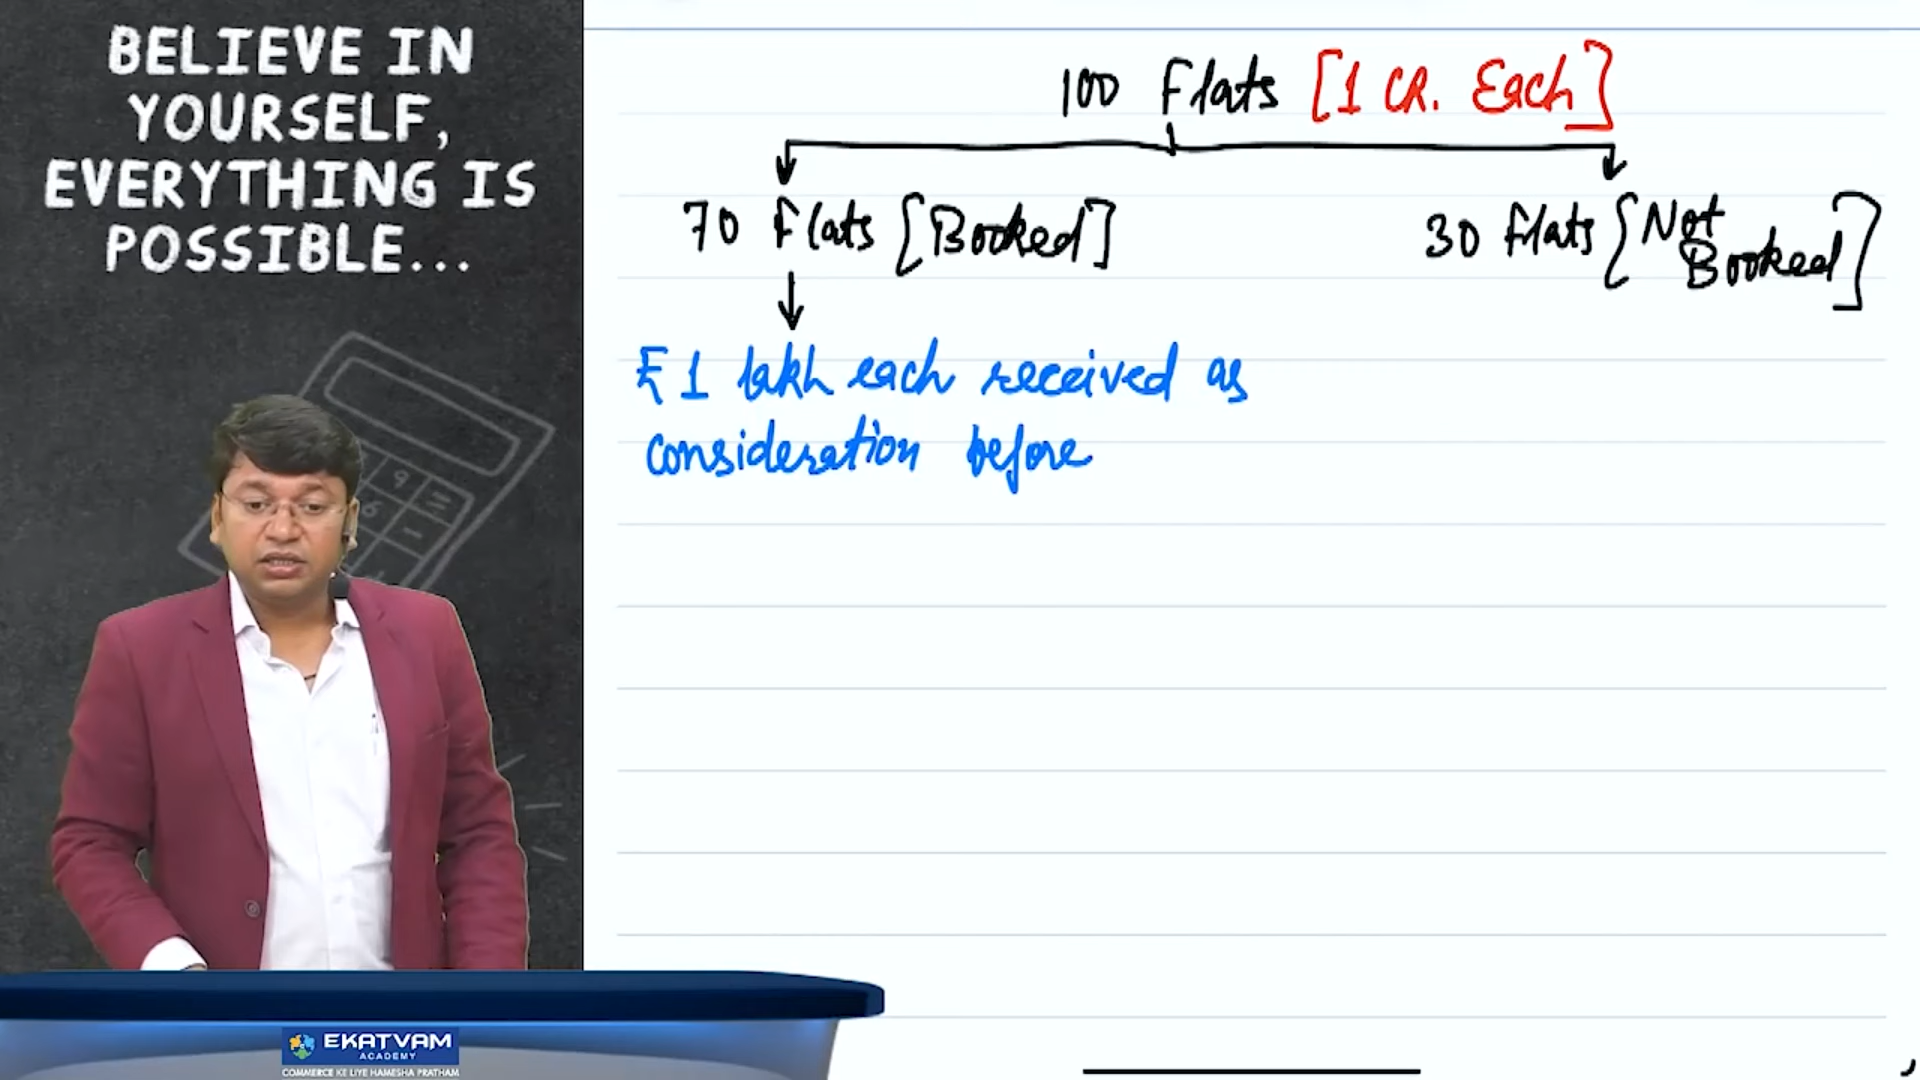 BELIEVE IN
YOURSELF,
EVERYTHING IS
POSSIBLE...
100 Flats [1 CR. Each]
70 Flats [Booked]
30 flats [Not Booked]
₹1 lakh each received as
consideration before
EKATVAM
ACADEMY
COMMERCE KE LIYE HAMESHA PRATHAM